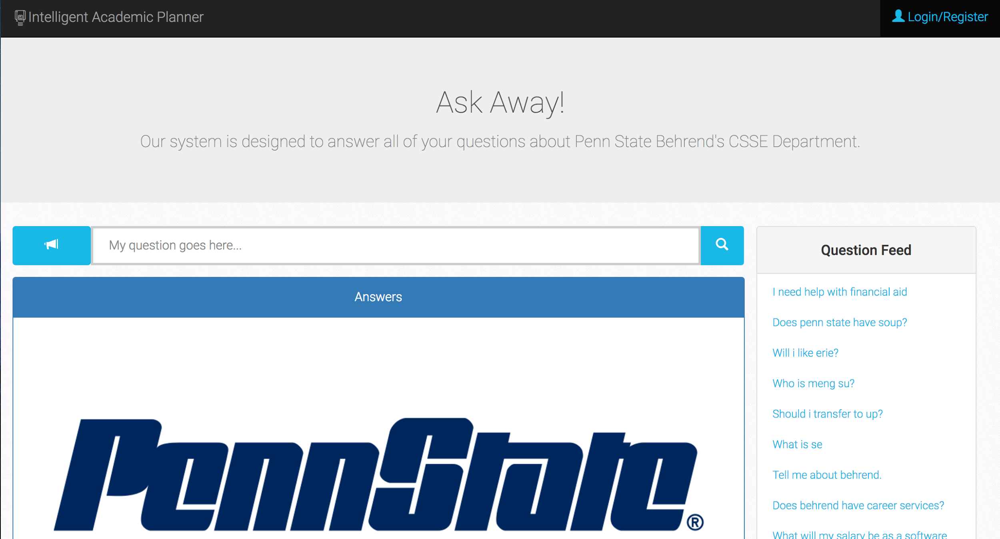 Intelligent Academic Planner
Login/Register
Ask Away!
Our system is designed to answer all of your questions about Penn State Behrend's CSSE Department.
My question goes here...
Answers
PennState®
Question Feed
I need help with financial aid
Does penn state have soup?
Will i like erie?
Who is meng su?
Should i transfer to up?
What is se
Tell me about behrend.
Does behrend have career services?
What will my salary be as a software